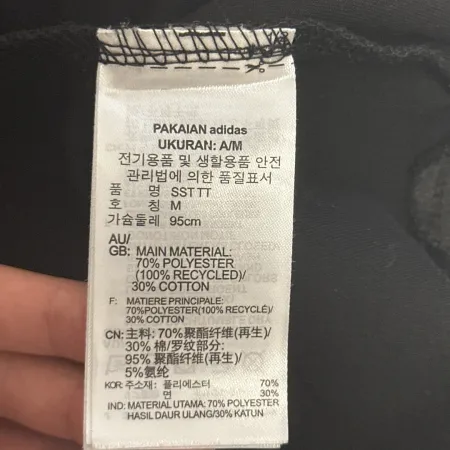 PAKAIAN adidas
UKURAN: A/M
전기용품 및 생활용품 안전
관리법에 의한 품질표서
품 명 SST TT
호 칭 M
가슴둘레 95cm
AU/
GB: MAIN MATERIAL:
70% POLYESTER
(100% RECYCLED)/
30% COTTON
F: MATIERE PRINCIPALE:
70%POLYESTER(100% RECYCLÉ)/
30% COTON
CN: 主料: 70%聚酯纤维(再生)/
30% 棉/罗纹部分:
95% 聚酯纤维(再生)/
5%氨纶
KOR: 주소재: 폴리에스터 70%
면 30%
IND: MATERIAL UTAMA: 70% POLYESTER
HASIL DAUR ULANG/30% KATUN